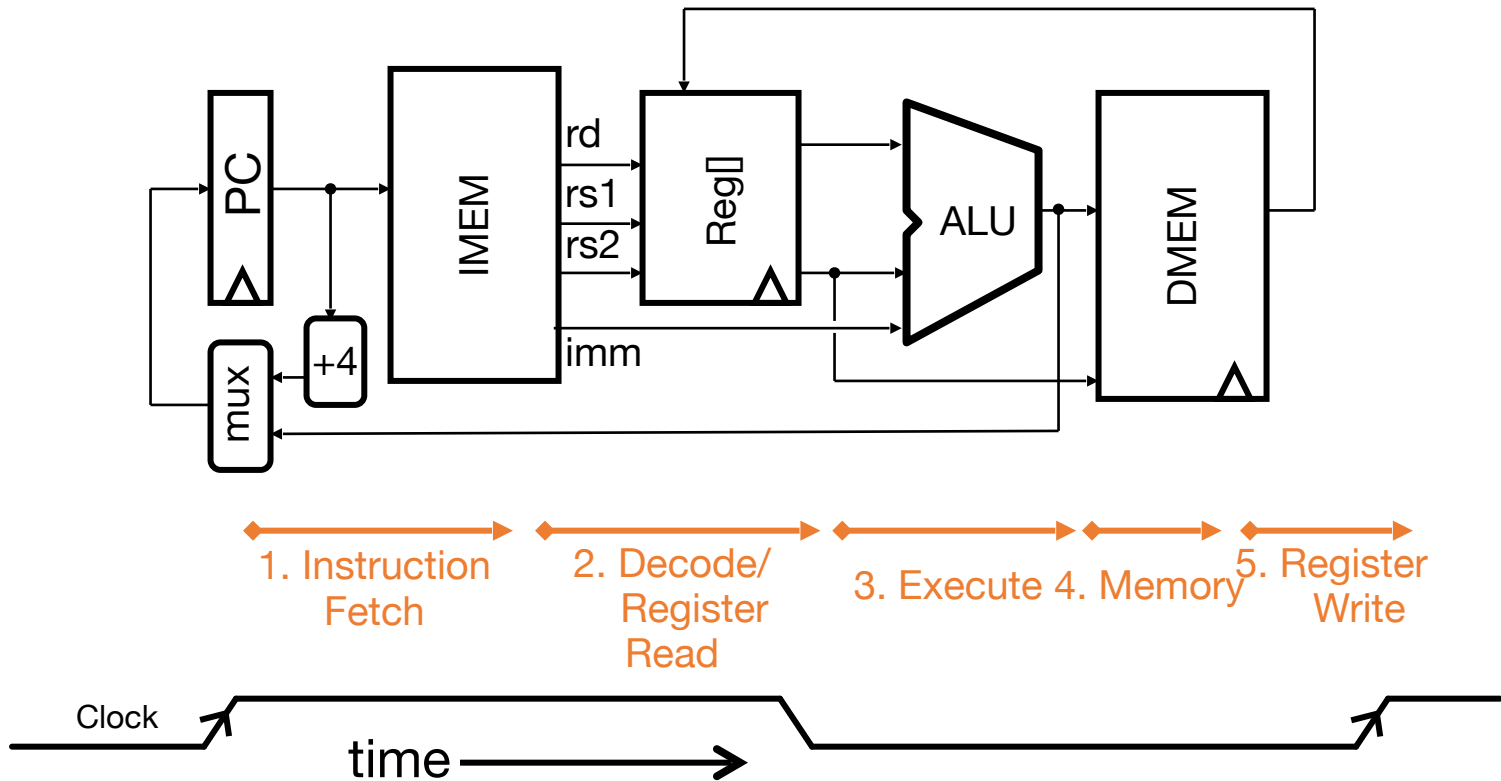 PC
+4
mux
IMEM
rd
rs1
rs2
imm
Reg[]
ALU
DMEM
1. Instruction
Fetch
2. Decode/
Register
Read
3. Execute
4. Memory
5. Register
Write
Clock
time